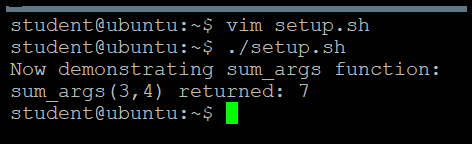 student@ubuntu:~$ vim setup.sh
student@ubuntu:~$ ./setup.sh
Now demonstrating sum_args function:
sum_args(3,4) returned: 7
student@ubuntu:~$